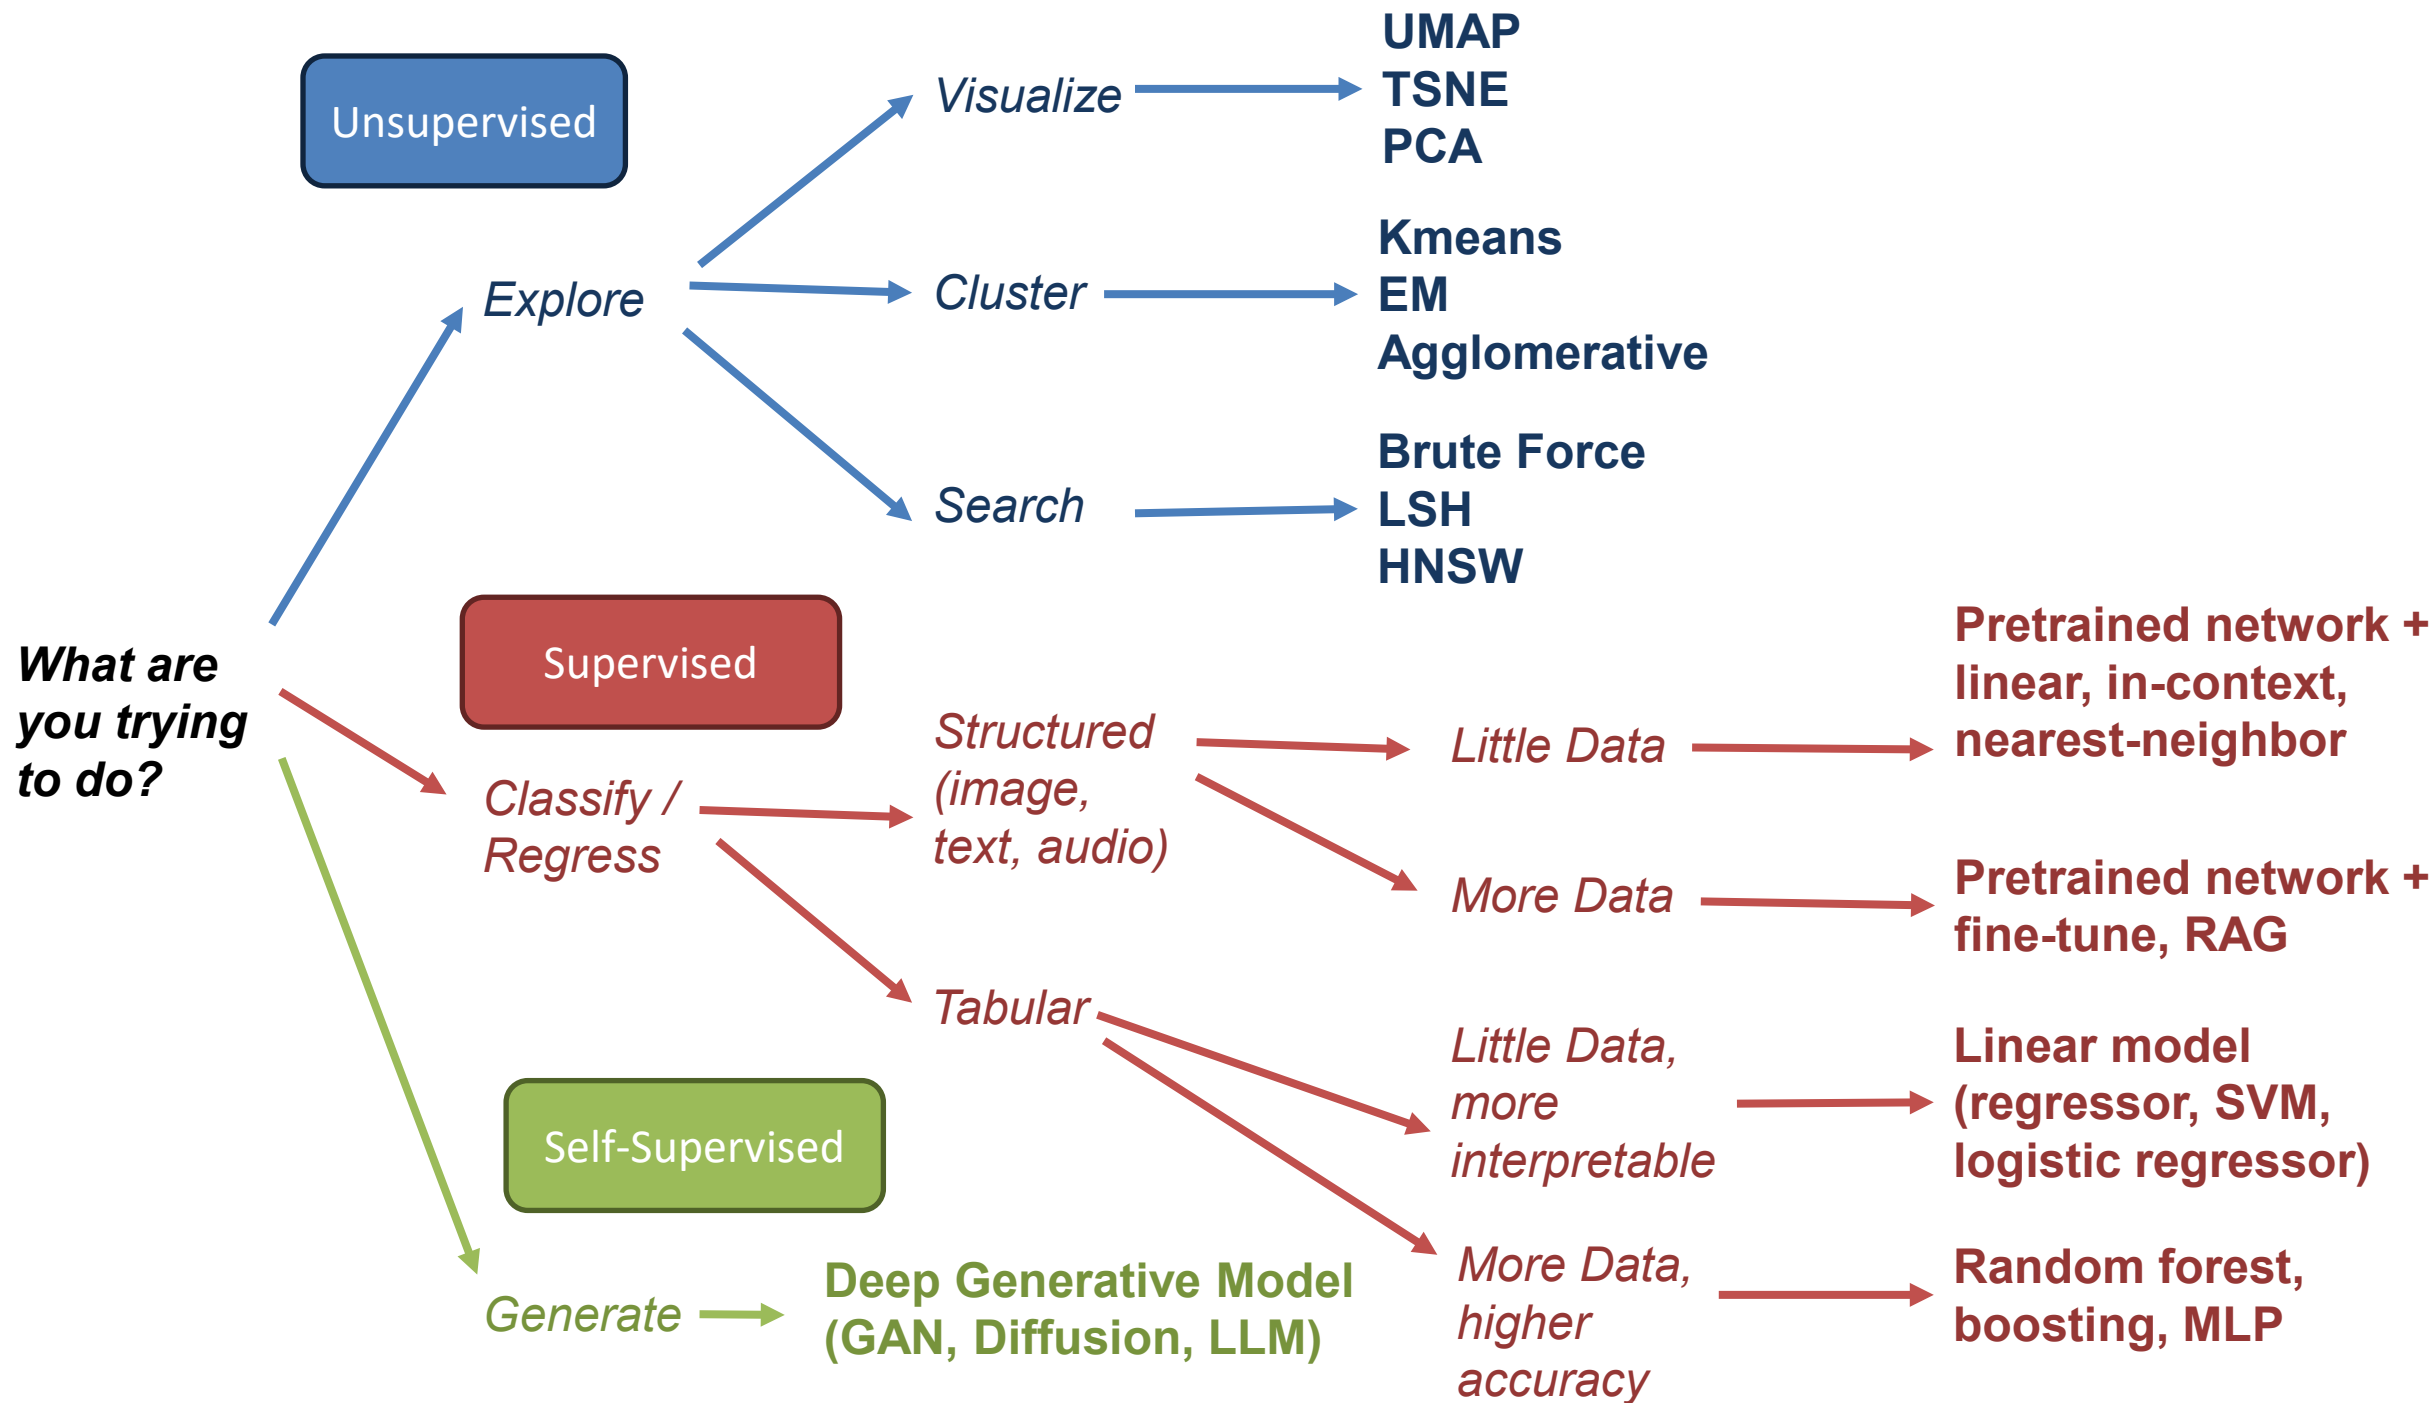 What are
you trying
to do?
Unsupervised
Explore
Visualize
UMAP
TSNE
PCA
Cluster
Kmeans
EM
Agglomerative
Search
Brute Force
LSH
HNSW
Supervised
Classify /
Regress
Structured
(image,
text, audio)
Little Data
Pretrained network +
linear, in-context,
nearest-neighbor
More Data
Pretrained network +
fine-tune, RAG
Tabular
Little Data,
more
interpretable
Linear model
(regressor, SVM,
logistic regressor)
More Data,
higher
accuracy
Random forest,
boosting, MLP
Self-Supervised
Generate
Deep Generative Model
(GAN, Diffusion, LLM)